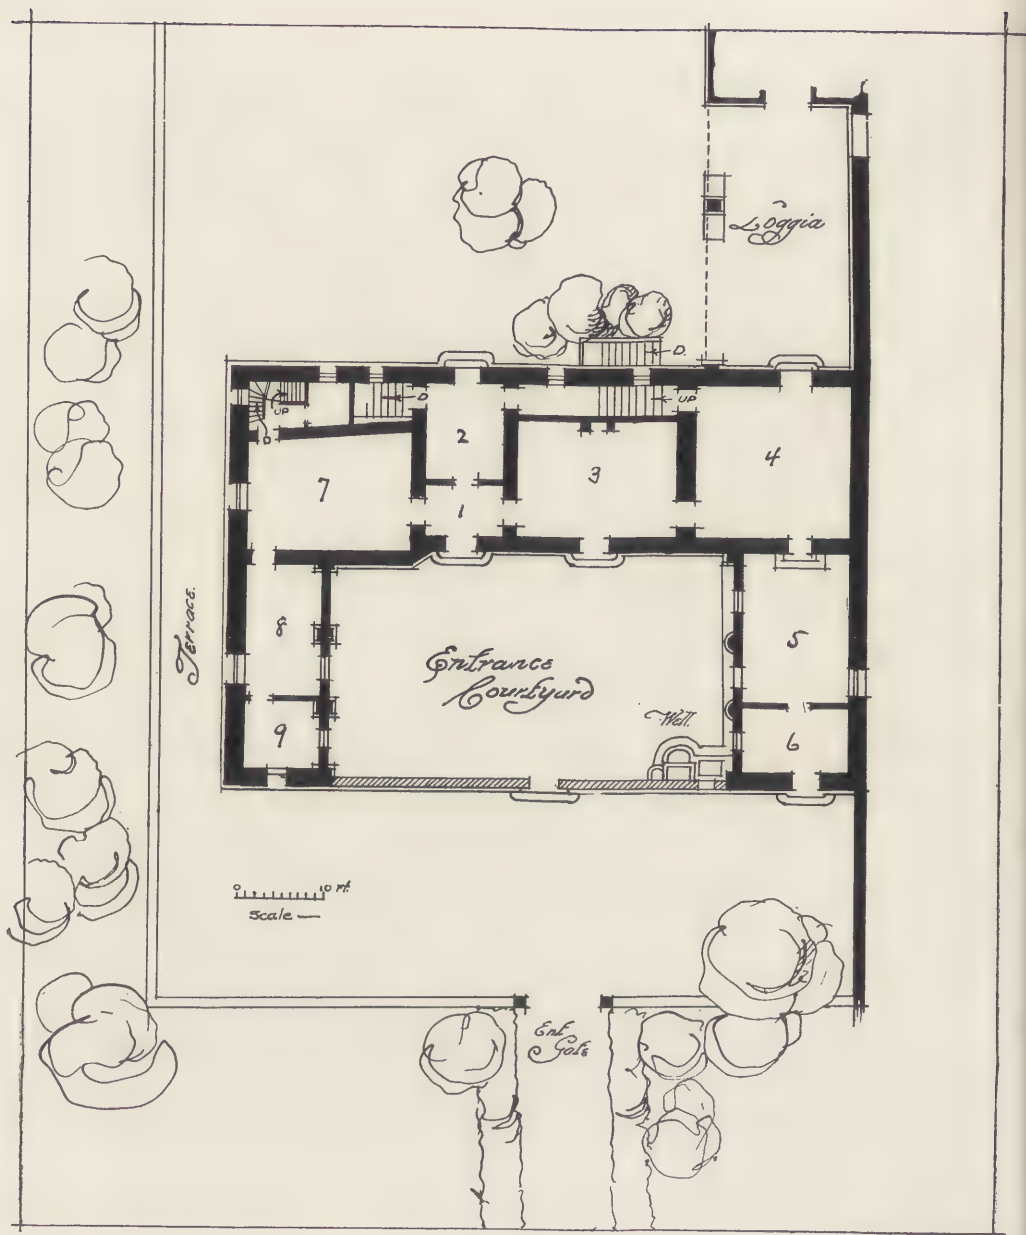 Loggia
D.
UP
D
D
UP
2
3
4
7
1
8
5
Terrace.
Entrance
Courtyard
9
Well.
6
0 10 Ft.
Scale
Ent
Gate